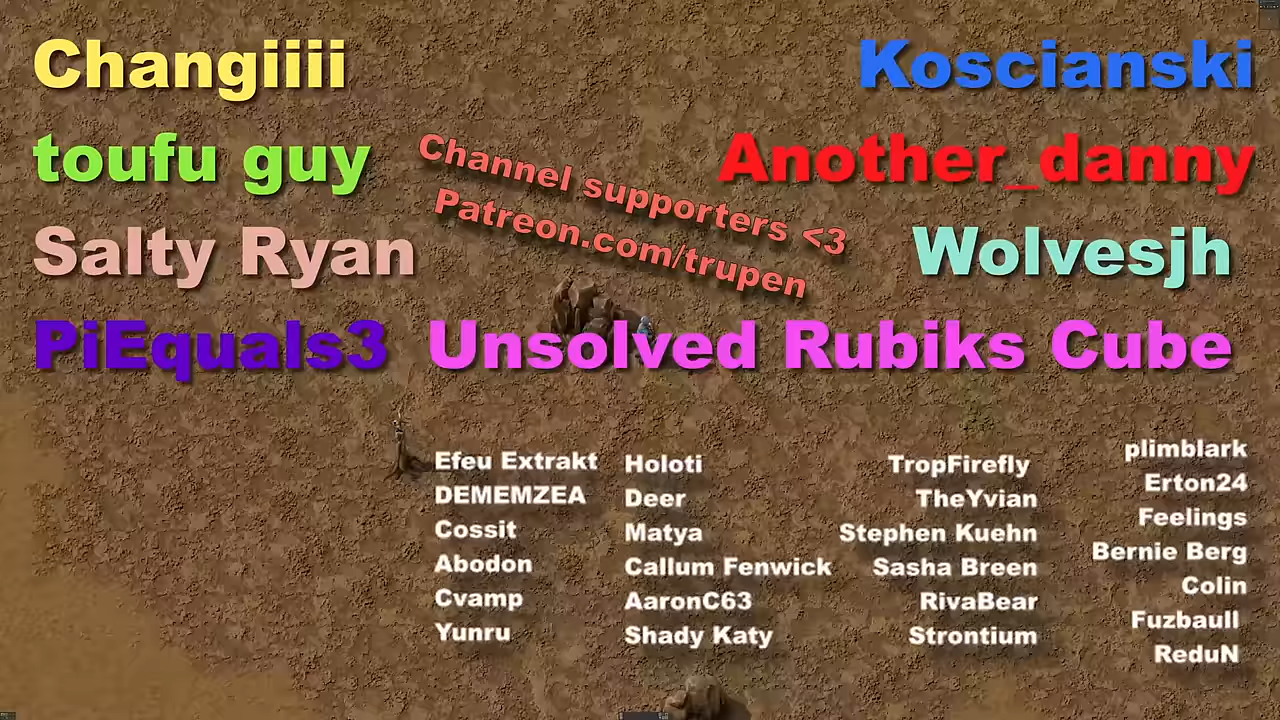 Changiiii
Koscianski
toufu guy
Another_danny
Channel supporters <3
Patreon.com/trupen
Salty Ryan
Wolvesjh
PiEquals3
Unsolved Rubiks Cube
Efeu Extrakt
DEMEMZEA
Cossit
Abodon
Cvamp
Yunru
Holoti
Deer
Matya
Callum Fenwick
AaronC63
Shady Katy
TropFirefly
TheYvian
Stephen Kuehn
Sasha Breen
RivaBear
Strontium
plimblark
Erton24
Feelings
Bernie Berg
Colin
Fuzbaull
ReduN